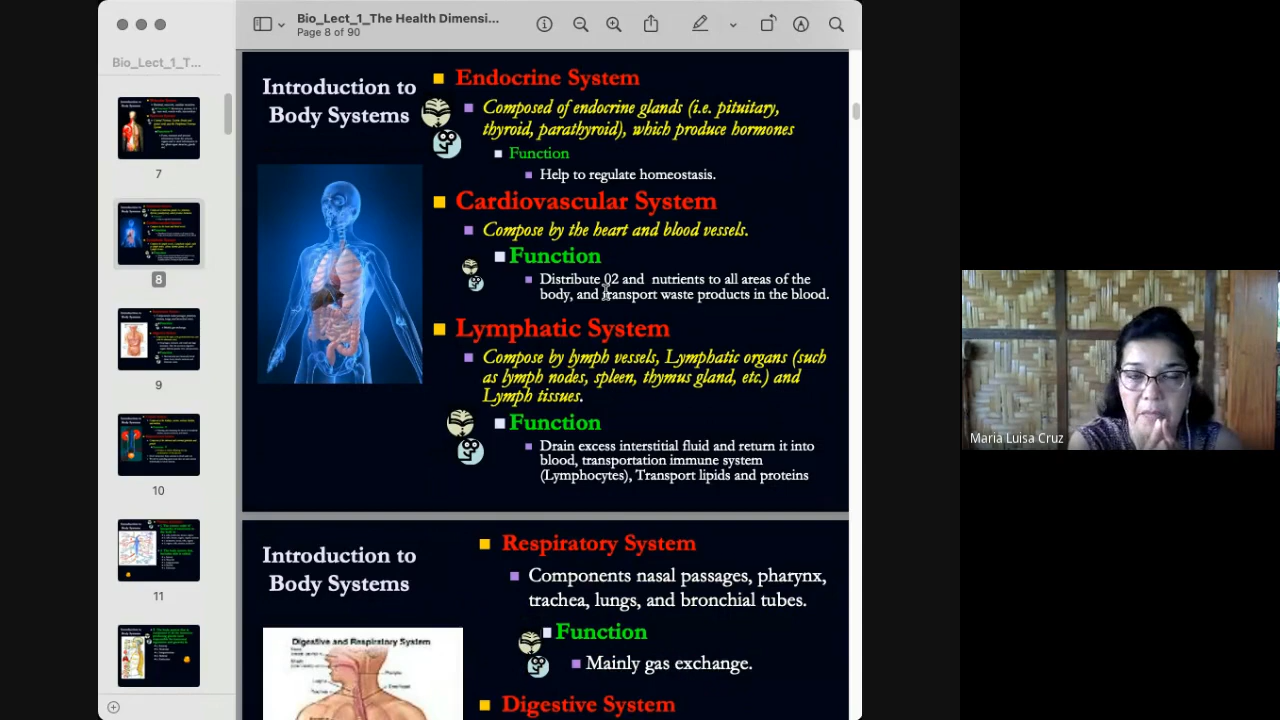 Bio_Lect_1_The Health Dimensi...
Page 8 of 90
Bio_Lect_1_T...
7
8
9
10
11
Introduction to
Body Systems
Endocrine System
Composed of endocrine glands (i.e. pituitary,
thyroid, parathyroid), which produce hormones
Function
Help to regulate homeostasis.
Cardiovascular System
Compose by the heart and blood vessels.
Function
Distribute 02 and nutrients to all areas of the
body, and transport waste products in the blood.
Lymphatic System
Compose by lymph vessels, Lymphatic organs (such
as lymph nodes, spleen, thymus gland, etc.) and
Lymph tissues.
Function
Drain excess interstitial fluid and return it into
blood, transportation immune system
(Lymphocytes), Transport lipids and proteins
Introduction to
Body Systems
Respiratory System
Components nasal passages, pharynx,
trachea, lungs, and bronchial tubes.
Function
Mainly gas exchange.
Digestive System
Digestive and Respiratory System
Maria Luisa Cruz